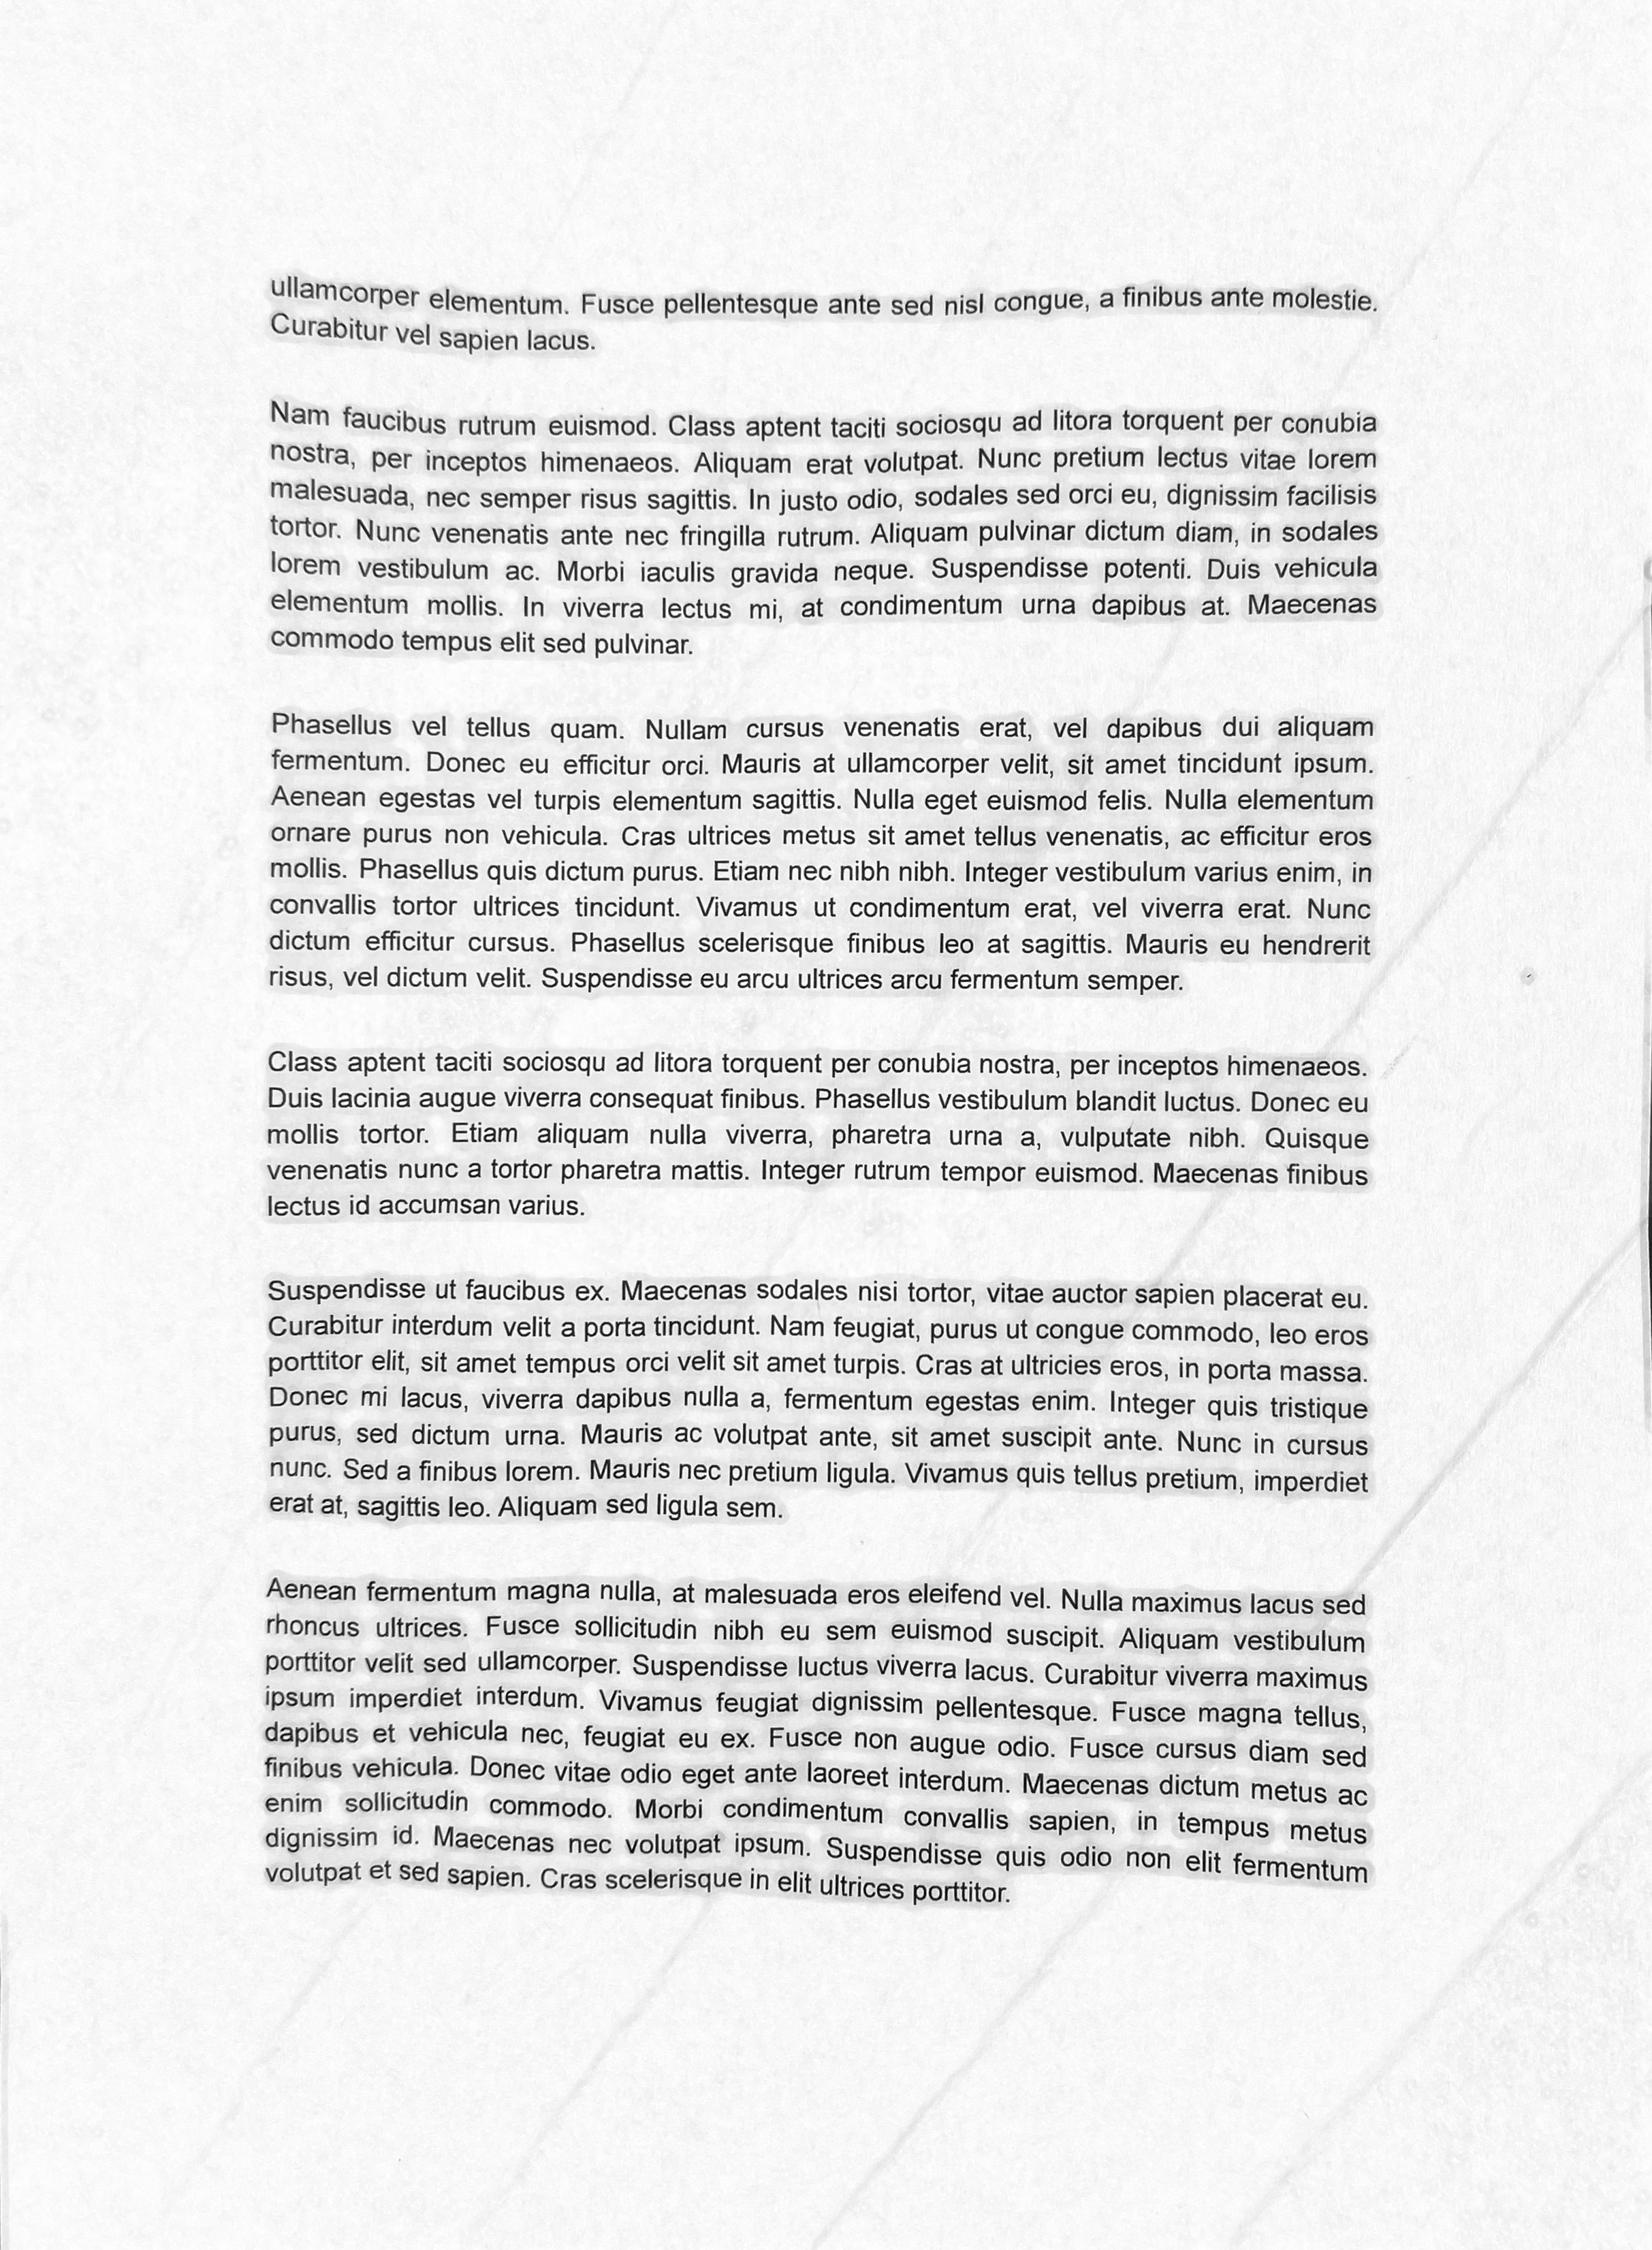 ullamcorper elementum. Fusce pellentesque ante sed nisl congue, a finibus ante molestie.
Curabitur vel sapien lacus.
Nam faucibus rutrum euismod. Class aptent taciti sociosqu ad litora torquent per conubia
nostra, per inceptos himenaeos. Aliquam erat volutpat. Nunc pretium lectus vitae lorem
malesuada, nec semper risus sagittis. In justo odio, sodales sed orci eu, dignissim facilisis
tortor. Nunc venenatis ante nec fringilla rutrum. Aliquam pulvinar dictum diam, in sodales
lorem vestibulum ac. Morbi iaculis gravida neque. Suspendisse potenti. Duis vehicula
elementum mollis. In viverra lectus mi, at condimentum urna dapibus at. Maecenas
commodo tempus elit sed pulvinar.
Phasellus vel tellus quam. Nullam cursus venenatis erat, vel dapibus dui aliquam
fermentum. Donec eu efficitur orci. Mauris at ullamcorper velit, sit amet tincidunt ipsum.
Aenean egestas vel turpis elementum sagittis. Nulla eget euismod felis. Nulla elementum
ornare purus non vehicula. Cras ultrices metus sit amet tellus venenatis, ac efficitur eros
mollis. Phasellus quis dictum purus. Etiam nec nibh nibh. Integer vestibulum varius enim, in
convallis tortor ultrices tincidunt. Vivamus ut condimentum erat, vel viverra erat. Nunc
dictum efficitur cursus. Phasellus scelerisque finibus leo at sagittis. Mauris eu hendrerit
risus, vel dictum velit. Suspendisse eu arcu ultrices arcu fermentum semper.
Class aptent taciti sociosqu ad litora torquent per conubia nostra, per inceptos himenaeos.
Duis lacinia augue viverra consequat finibus. Phasellus vestibulum blandit luctus. Donec eu
mollis tortor. Etiam aliquam nulla viverra, pharetra urna a, vulputate nibh. Quisque
venenatis nunc a tortor pharetra mattis. Integer rutrum tempor euismod. Maecenas finibus
lectus id accumsan varius.
Suspendisse ut faucibus ex. Maecenas sodales nisi tortor, vitae auctor sapien placerat eu.
Curabitur interdum velit a porta tincidunt. Nam feugiat, purus ut congue commodo, leo eros
porttitor elit, sit amet tempus orci velit sit amet turpis. Cras at ultricies eros, in porta massa.
Donec mi lacus, viverra dapibus nulla a, fermentum egestas enim. Integer quis tristique
purus, sed dictum urna. Mauris ac volutpat ante, sit amet suscipit ante. Nunc in cursus
nunc. Sed a finibus lorem. Mauris nec pretium ligula. Vivamus quis tellus pretium, imperdiet
erat at, sagittis leo. Aliquam sed ligula sem.
Aenean fermentum magna nulla, at malesuada eros eleifend vel. Nulla maximus lacus sed
rhoncus ultrices. Fusce sollicitudin nibh eu sem euismod suscipit. Aliquam vestibulum
porttitor velit sed ullamcorper. Suspendisse luctus viverra lacus. Curabitur viverra maximus
ipsum imperdiet interdum. Vivamus feugiat dignissim pellentesque. Fusce magna tellus,
dapibus et vehicula nec, feugiat eu ex. Fusce non augue odio. Fusce cursus diam sed
finibus vehicula. Donec vitae odio eget ante laoreet interdum. Maecenas dictum metus ac
enim sollicitudin commodo. Morbi condimentum convallis sapien, in tempus metus
dignissim id. Maecenas nec volutpat ipsum. Suspendisse quis odio non elit fermentum
volutpat et sed sapien. Cras scelerisque in elit ultrices porttitor.